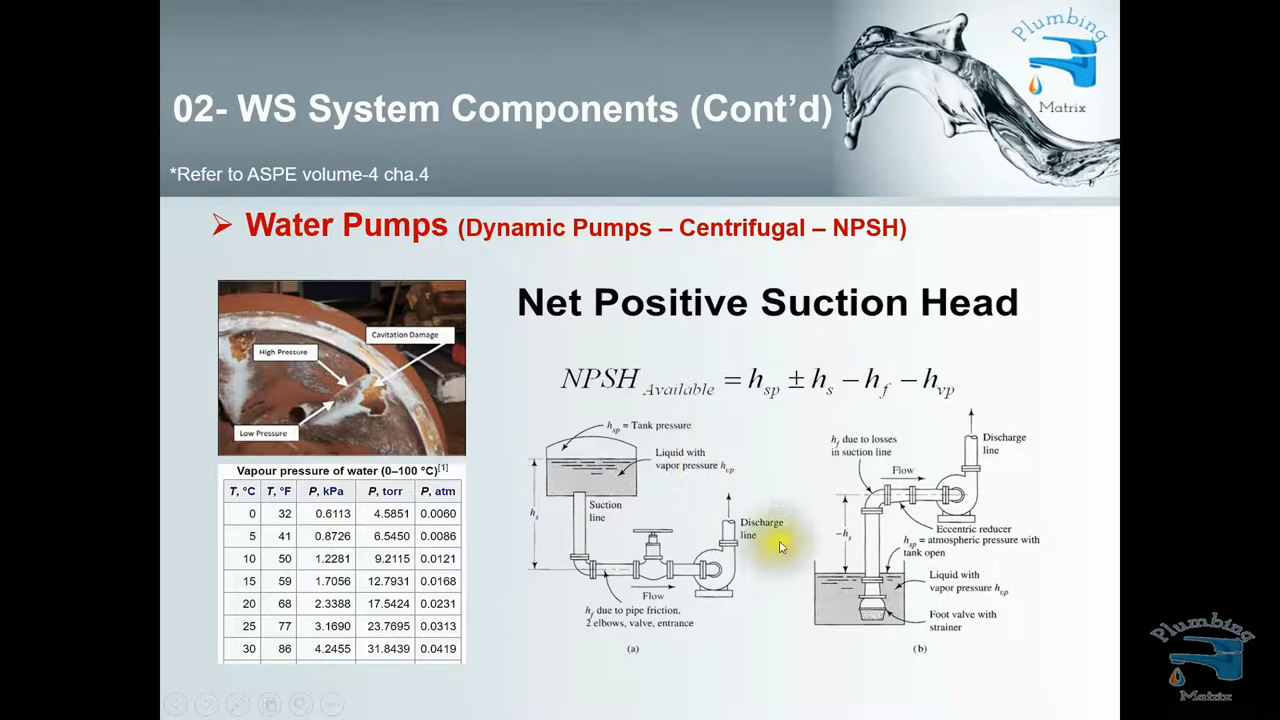 Plumbing
Matrix
02- WS System Components (Cont’d)
*Refer to ASPE volume-4 cha.4
Water Pumps (Dynamic Pumps – Centrifugal – NPSH)
Cavitation Damage
High Pressure
Low Pressure
Net Positive Suction Head
NPSH Available = hsp ± hs − hf − hvp
Vapour pressure of water (0–100 °C)[1]
T, °C T, °F P, kPa P, torr P, atm
0 32 0.6113 4.5851 0.0060
5 41 0.8726 6.5450 0.0086
10 50 1.2281 9.2115 0.0121
15 59 1.7056 12.7931 0.0168
20 68 2.3388 17.5424 0.0231
25 77 3.1690 23.7695 0.0313
30 86 4.2455 31.8439 0.0419
hsp = Tank pressure
Liquid with
vapor pressure hvp
hs
Suction
line
Discharge
line
Flow
hf due to pipe friction,
2 elbows, valve, entrance
(a)
hf due to losses
in suction line
Flow
Discharge
line
Eccentric reducer
−hs
hsp = atmospheric pressure with
tank open
Liquid with
vapor pressure hvp
Foot valve with
strainer
(b)
Plumbing
Matrix